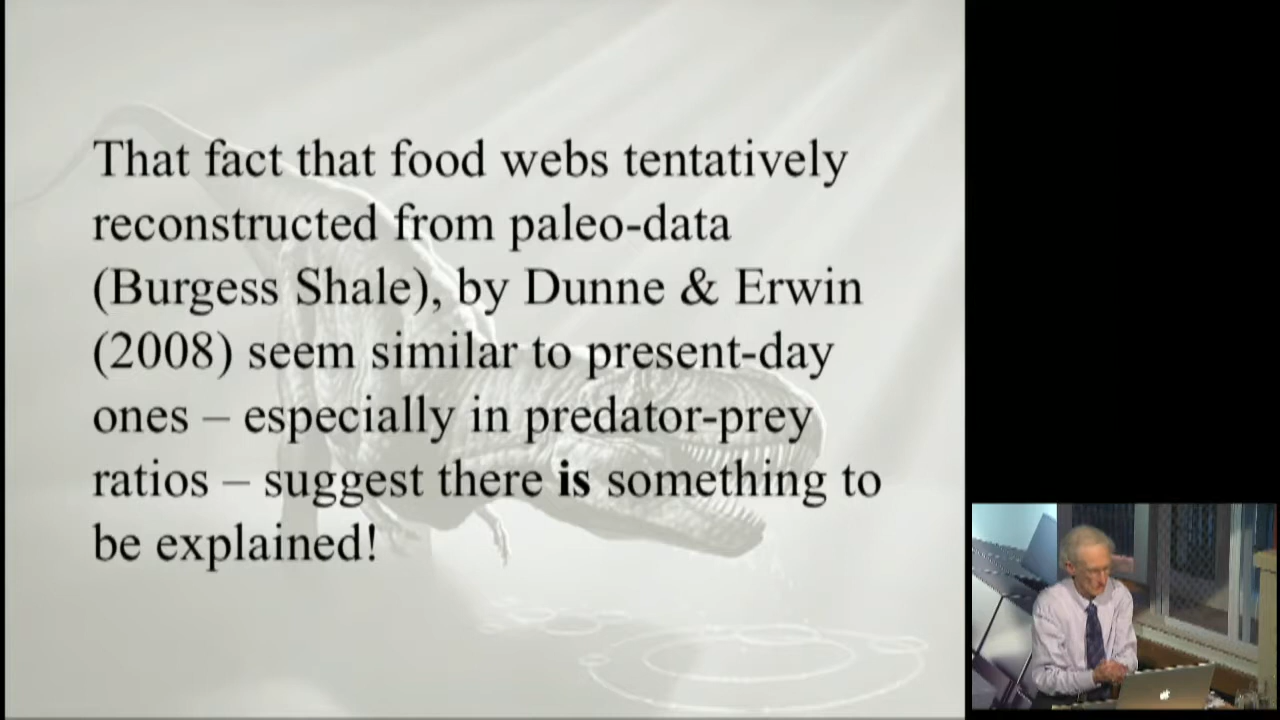 That fact that food webs tentatively
reconstructed from paleo-data
(Burgess Shale), by Dunne & Erwin
(2008) seem similar to present-day
ones – especially in predator-prey
ratios – suggest there is something to
be explained!